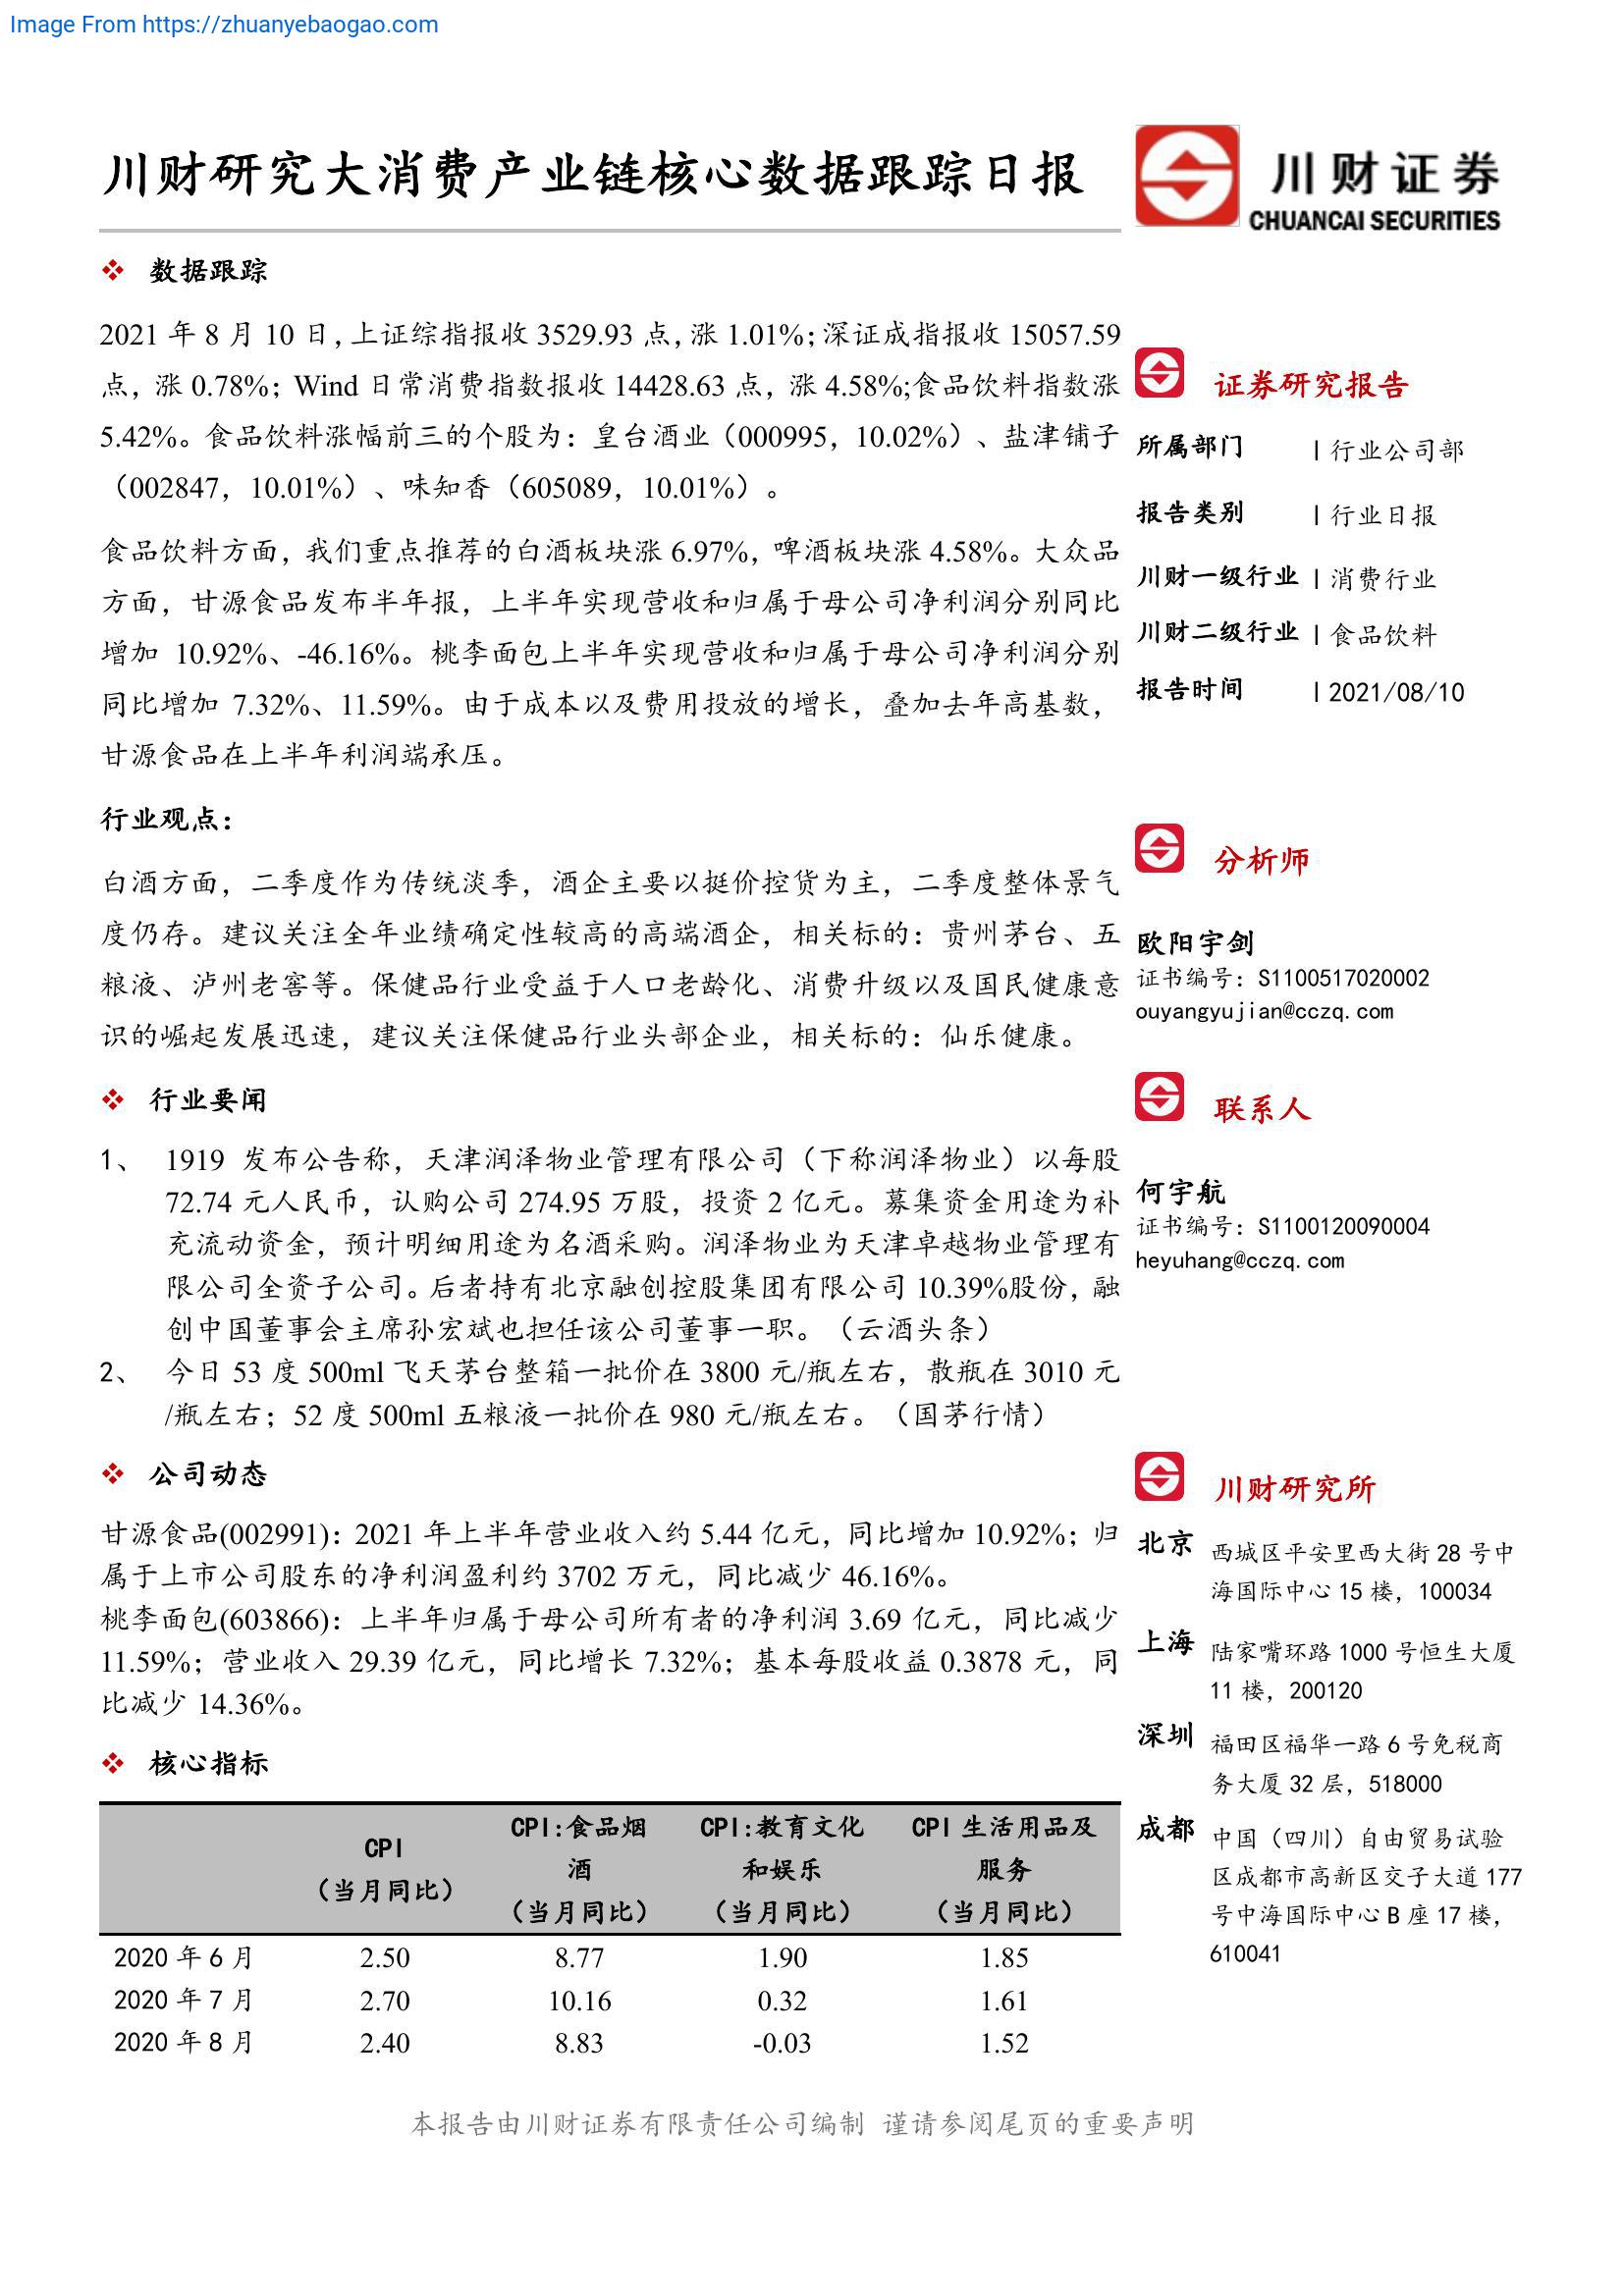 Image From https://zhuanyebaogao.com
川财研究大消费产业链核心数据跟踪日报
川财证券
CHUANCAI SECURITIES
数据跟踪
2021 年 8 月 10 日，上证综指报收 3529.93 点，涨 1.01%；深证成指报收 15057.59
点，涨 0.78%；Wind 日常消费指数报收 14428.63 点，涨 4.58%;食品饮料指数涨
5.42%。食品饮料涨幅前三的个股为：皇台酒业（000995，10.02%）、盐津铺子
（002847，10.01%）、味知香（605089，10.01%）。
食品饮料方面，我们重点推荐的白酒板块涨 6.97%，啤酒板块涨 4.58%。大众品
方面，甘源食品发布半年报，上半年实现营收和归属于母公司净利润分别同比
增加 10.92%、-46.16%。桃李面包上半年实现营收和归属于母公司净利润分别
同比增加 7.32%、11.59%。由于成本以及费用投放的增长，叠加去年高基数，
甘源食品在上半年利润端承压。
行业观点：
白酒方面，二季度作为传统淡季，酒企主要以挺价控货为主，二季度整体景气
度仍存。建议关注全年业绩确定性较高的高端酒企，相关标的：贵州茅台、五
粮液、泸州老窖等。保健品行业受益于人口老龄化、消费升级以及国民健康意
识的崛起发展迅速，建议关注保健品行业头部企业，相关标的：仙乐健康。
行业要闻
1、 1919 发布公告称，天津润泽物业管理有限公司（下称润泽物业）以每股
72.74 元人民币，认购公司 274.95 万股，投资 2 亿元。募集资金用途为补
充流动资金，预计明细用途为名酒采购。润泽物业为天津卓越物业管理有
限公司全资子公司。后者持有北京融创控股集团有限公司 10.39%股份，融
创中国董事会主席孙宏斌也担任该公司董事一职。（云酒头条）
2、 今日 53 度 500ml 飞天茅台整箱一批价在 3800 元/瓶左右，散瓶在 3010 元
/瓶左右；52 度 500ml 五粮液一批价在 980 元/瓶左右。（国茅行情）
公司动态
甘源食品(002991)：2021 年上半年营业收入约 5.44 亿元，同比增加 10.92%；归
属于上市公司股东的净利润盈利约 3702 万元，同比减少 46.16%。
桃李面包(603866)：上半年归属于母公司所有者的净利润 3.69 亿元，同比减少
11.59%；营业收入 29.39 亿元，同比增长 7.32%；基本每股收益 0.3878 元，同
比减少 14.36%。
核心指标
CPI
（当月同比）
CPI:食品烟
酒
（当月同比）
CPI:教育文化
和娱乐
（当月同比）
CPI 生活用品及
服务
（当月同比）
2020 年 6 月 2.50 8.77 1.90 1.85
2020 年 7 月 2.70 10.16 0.32 1.61
2020 年 8 月 2.40 8.83 -0.03 1.52
证券研究报告
所属部门 | 行业公司部
报告类别 | 行业日报
川财一级行业 | 消费行业
川财二级行业 | 食品饮料
报告时间 | 2021/08/10
分析师
欧阳宇剑
证书编号：S1100517020002
ouyangyujian@cczq.com
联系人
何宇航
证书编号：S1100120090004
heyuhang@cczq.com
川财研究所
北京 西城区平安里西大街 28 号中
海国际中心 15 楼，100034
上海 陆家嘴环路 1000 号恒生大厦
11 楼，200120
深圳 福田区福华一路 6 号免税商
务大厦 32 层，518000
成都 中国（四川）自由贸易试验
区成都市高新区交子大道 177
号中海国际中心 B 座 17 楼，
610041
本报告由川财证券有限责任公司编制 谨请参阅尾页的重要声明